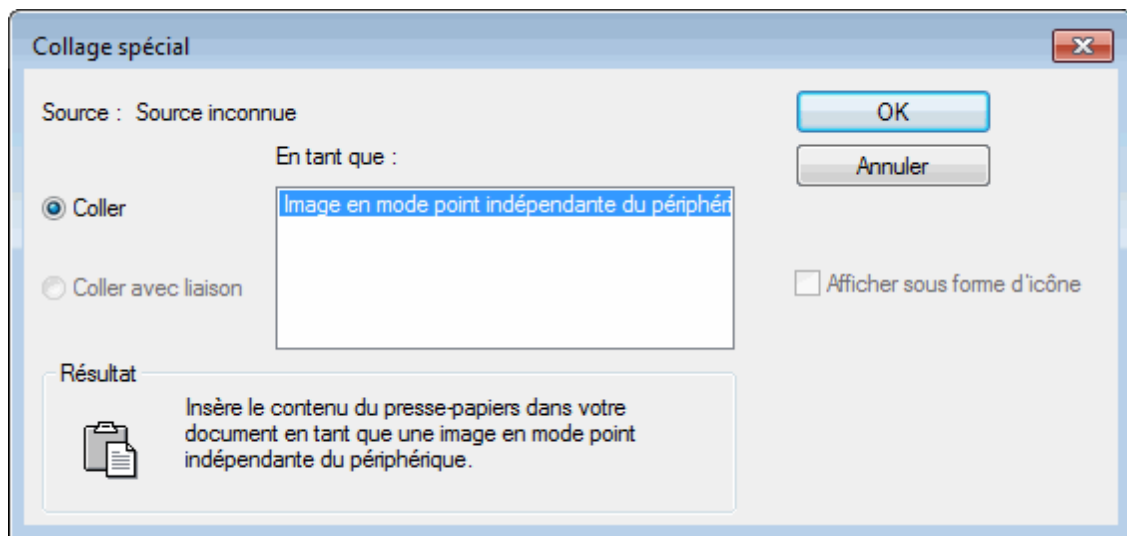 Collage spécial
Source : Source inconnue
OK
En tant que :
Annuler
Coller
Image en mode point indépendante du périphéri
Coller avec liaison
Afficher sous forme d'icône
Résultat
Insère le contenu du presse-papiers dans votre
document en tant que une image en mode point
indépendante du périphérique.